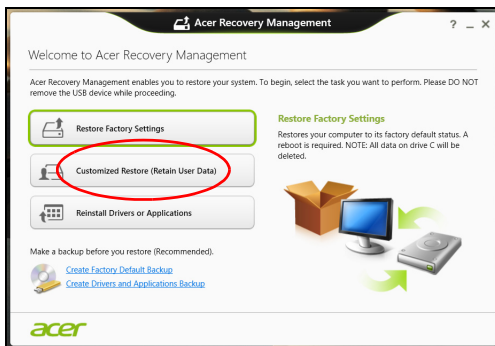 Acer Recovery Management
? _ X
Welcome to Acer Recovery Management
Acer Recovery Management enables you to restore your system. To begin, select the task you want to perform. Please DO NOT
remove the USB device while proceeding.
Restore Factory Settings
Customized Restore (Retain User Data)
Reinstall Drivers or Applications
Restore Factory Settings
Restores your computer to its factory default status. A
reboot is required. NOTE: All data on drive C will be
deleted.
Make a backup before you restore (Recommended).
Create Factory Default Backup
Create Drivers and Applications Backup
acer